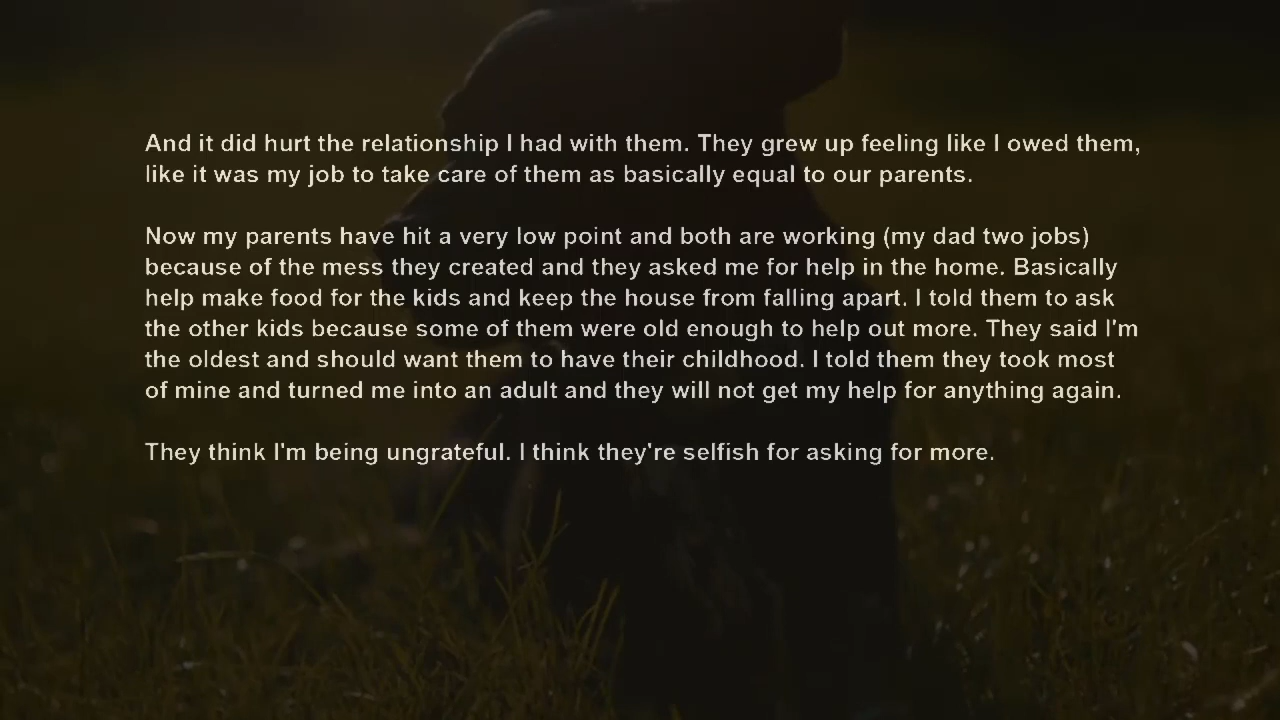 And it did hurt the relationship I had with them. They grew up feeling like I owed them,
like it was my job to take care of them as basically equal to our parents.
Now my parents have hit a very low point and both are working (my dad two jobs)
because of the mess they created and they asked me for help in the home. Basically
help make food for the kids and keep the house from falling apart. I told them to ask
the other kids because some of them were old enough to help out more. They said I'm
the oldest and should want them to have their childhood. I told them they took most
of mine and turned me into an adult and they will not get my help for anything again.
They think I'm being ungrateful. I think they're selfish for asking for more.